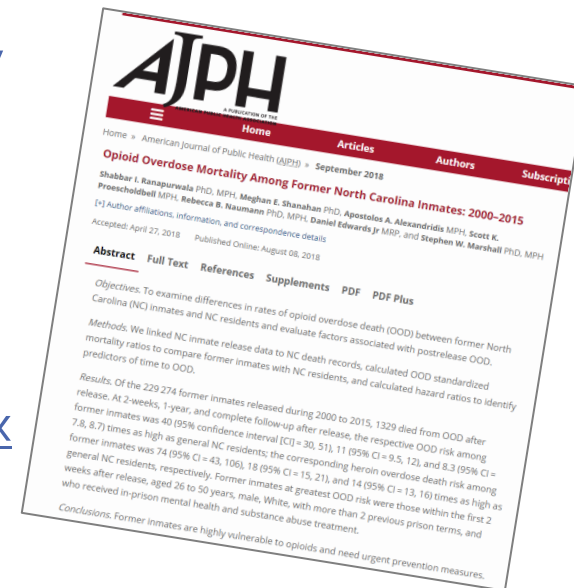 AJPH
A PUBLICATION OF THE
AMERICAN PUBLIC HEALTH ASSOCIATION
Home Articles Authors Subscripti
Home » American Journal of Public Health (AJPH) » September 2018
Opioid Overdose Mortality Among Former North Carolina Inmates: 2000–2015
Shabbar I. Ranapurwala PhD, MPH, Meghan E. Shanahan PhD, Apostolos A. Alexandridis MPH, Scott K.
Proescholdbell MPH, Rebecca B. Naumann PhD, MPH, Daniel Edwards Jr MRP, and Stephen W. Marshall PhD, MPH
[+] Author affiliations, information, and correspondence details
Accepted: April 27, 2018 Published Online: August 08, 2018
Abstract Full Text References Supplements PDF PDF Plus
Objectives. To examine differences in rates of opioid overdose death (OOD) between former North
Carolina (NC) inmates and NC residents and evaluate factors associated with postrelease OOD.
Methods. We linked NC inmate release data to NC death records, calculated OOD standardized
mortality ratios to compare former inmates with NC residents, and calculated hazard ratios to identify
predictors of time to OOD.
Results. Of the 229 274 former inmates released during 2000 to 2015, 1329 died from OOD after
release. At 2-weeks, 1-year, and complete follow-up after release, the respective OOD risk among
former inmates was 40 (95% confidence interval [CI] = 30, 51), 11 (95% CI = 9.5, 12), and 8.3 (95% CI =
7.8, 8.7) times as high as general NC residents; the corresponding heroin overdose death risk among
former inmates was 74 (95% CI = 43, 106), 18 (95% CI = 15, 21), and 14 (95% CI = 13, 16) times as high as
general NC residents, respectively. Former inmates at greatest OOD risk were those within the first 2
weeks after release, aged 26 to 50 years, male, White, with more than 2 previous prison terms, and
who received in-prison mental health and substance abuse treatment.
Conclusions. Former inmates are highly vulnerable to opioids and need urgent prevention measures.